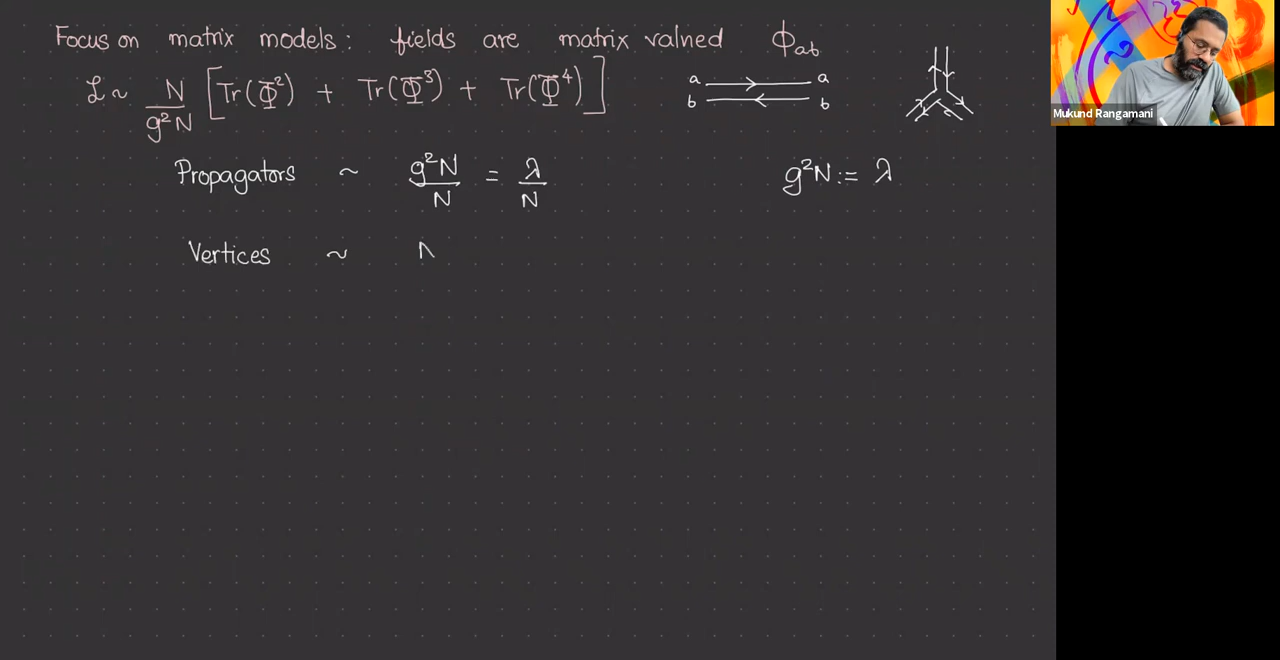 Focus on matrix models: fields are matrix valued Φab
ℒ ~ N/g²N [Tr(Φ²) + Tr(Φ³) + Tr(Φ⁴)]
a a
b b
Mukund Rangamani
Propagators ~ g²N/N = λ/N
g²N := λ
Vertices ~